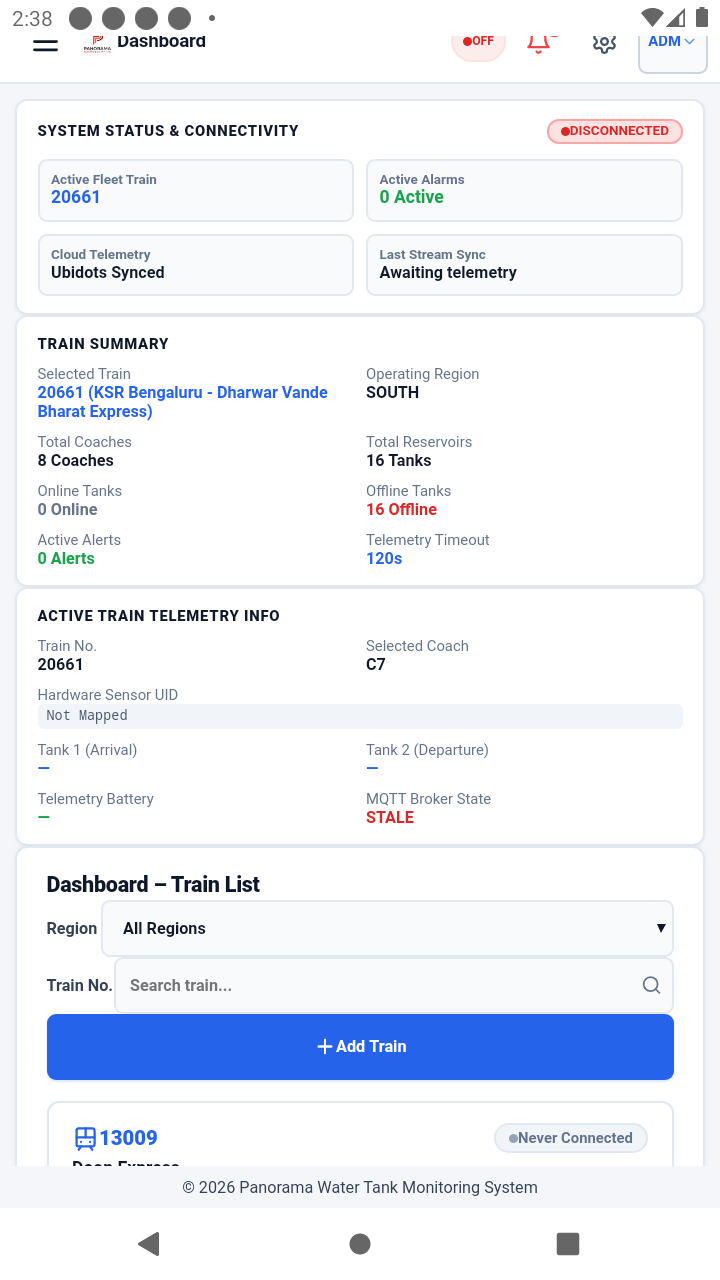 2:38
Dashboard
OFF
ADM
SYSTEM STATUS & CONNECTIVITY
DISCONNECTED
Active Fleet Train
20661
Active Alarms
0 Active
Cloud Telemetry
Ubidots Synced
Last Stream Sync
Awaiting telemetry
TRAIN SUMMARY
Selected Train
20661 (KSR Bengaluru - Dharwar Vande
Bharat Express)
Operating Region
SOUTH
Total Coaches
8 Coaches
Total Reservoirs
16 Tanks
Online Tanks
0 Online
Offline Tanks
16 Offline
Active Alerts
0 Alerts
Telemetry Timeout
120s
ACTIVE TRAIN TELEMETRY INFO
Train No.
20661
Selected Coach
C7
Hardware Sensor UID
Not Mapped
Tank 1 (Arrival)
—
Tank 2 (Departure)
—
Telemetry Battery
—
MQTT Broker State
STALE
Dashboard – Train List
Region
All Regions
Train No.
Search train...
Add Train
13009
Never Connected
Doon Express
© 2026 Panorama Water Tank Monitoring System